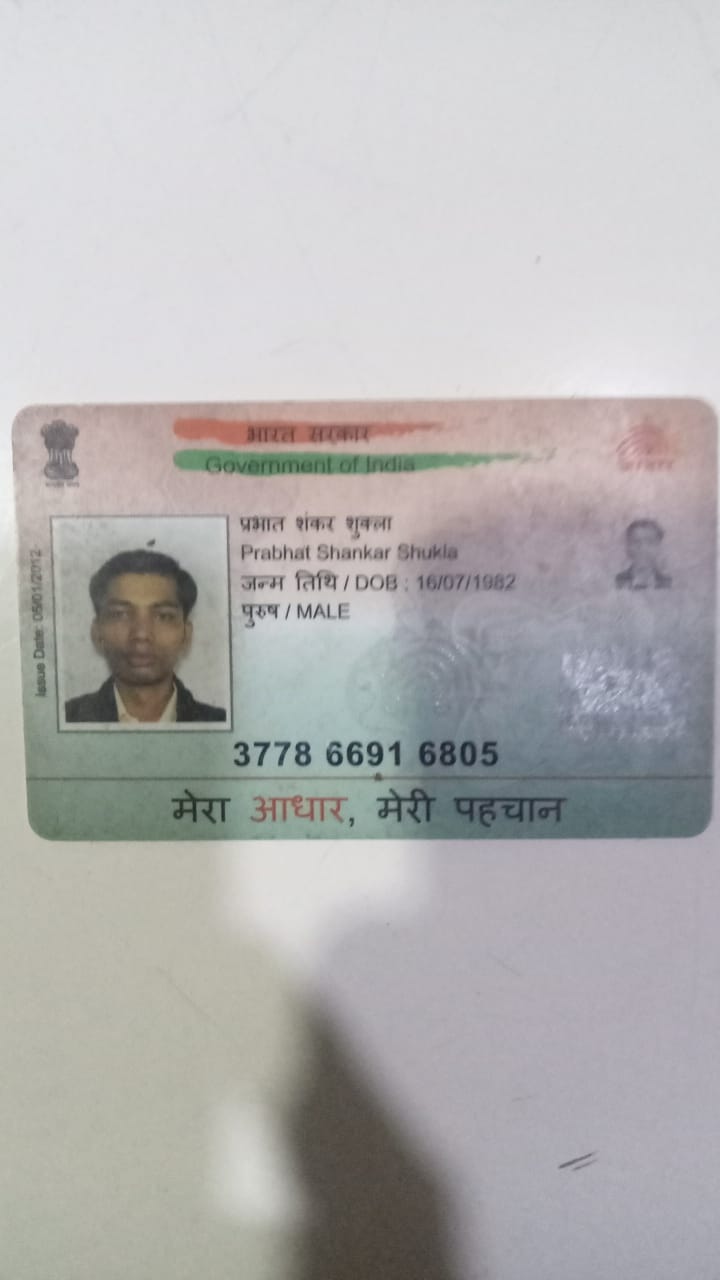 भारत सरकार
Government of India
प्रभात शंकर शुक्ला
Prabhat Shankar Shukla
जन्म तिथि / DOB : 16/07/1982
पुरुष / MALE
Issue Date: 05/01/2012
3778 6691 6805
मेरा आधार, मेरी पहचान